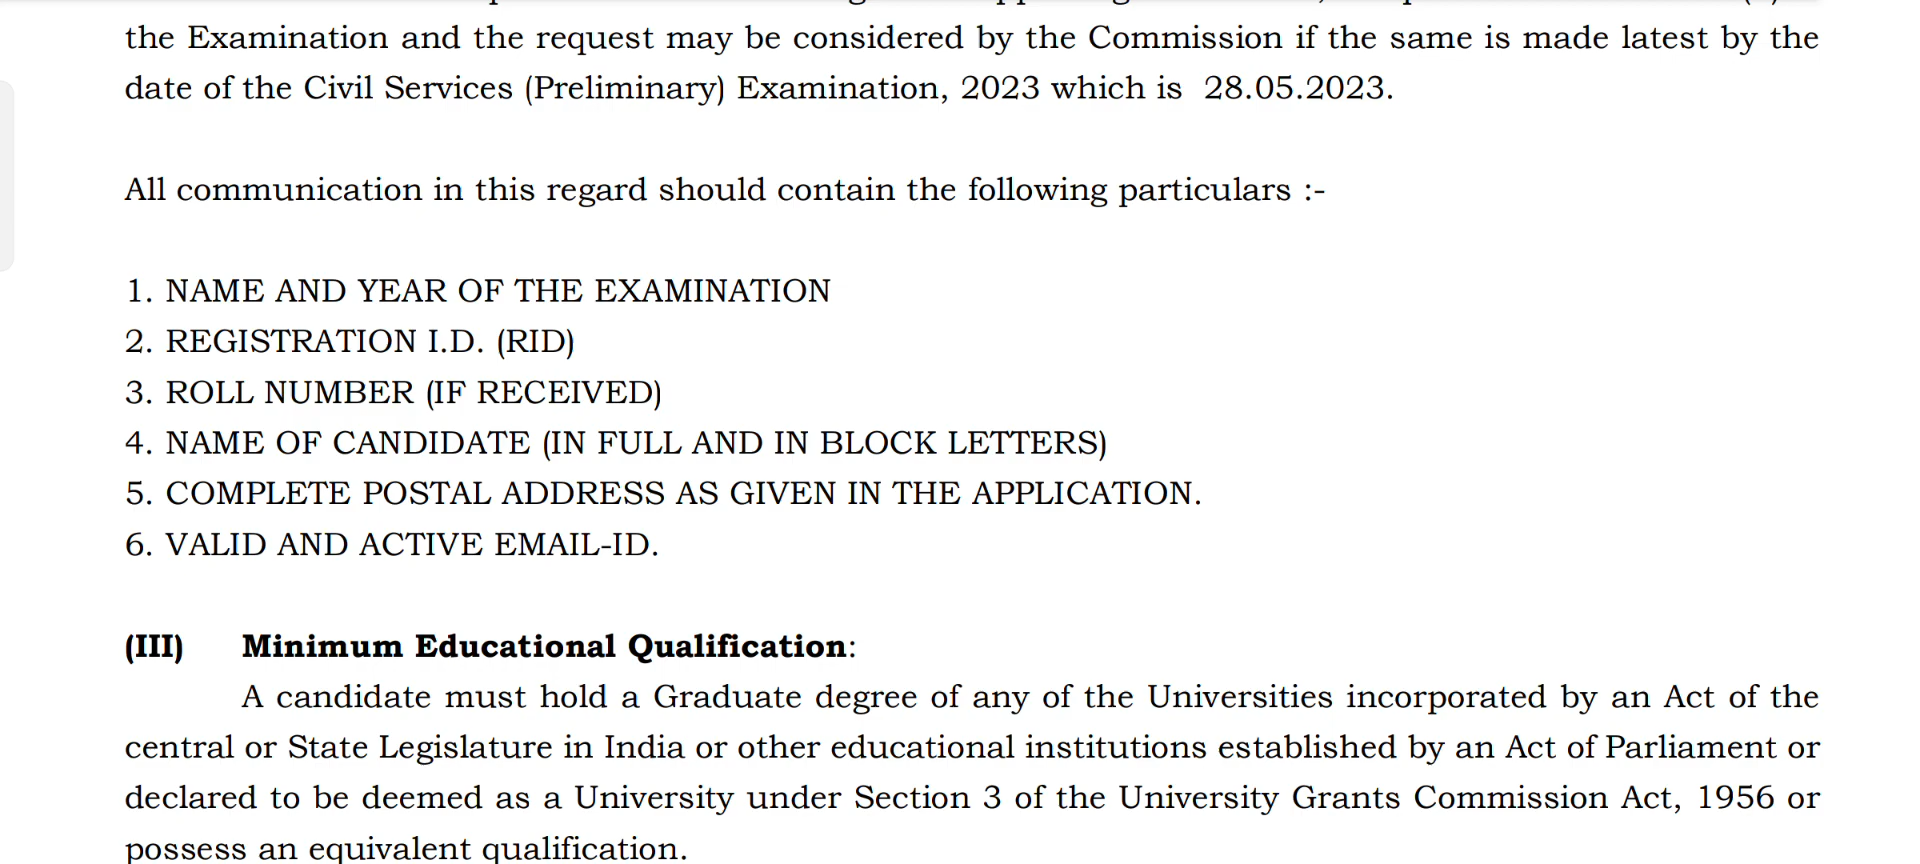 the Examination and the request may be considered by the Commission if the same is made latest by the
date of the Civil Services (Preliminary) Examination, 2023 which is  28.05.2023.
All communication in this regard should contain the following particulars :-
1. NAME AND YEAR OF THE EXAMINATION
2. REGISTRATION I.D. (RID)
3. ROLL NUMBER (IF RECEIVED)
4. NAME OF CANDIDATE (IN FULL AND IN BLOCK LETTERS)
5. COMPLETE POSTAL ADDRESS AS GIVEN IN THE APPLICATION.
6. VALID AND ACTIVE EMAIL-ID.
(III) Minimum Educational Qualification:
A candidate must hold a Graduate degree of any of the Universities incorporated by an Act of the
central or State Legislature in India or other educational institutions established by an Act of Parliament or
declared to be deemed as a University under Section 3 of the University Grants Commission Act, 1956 or
possess an equivalent qualification.